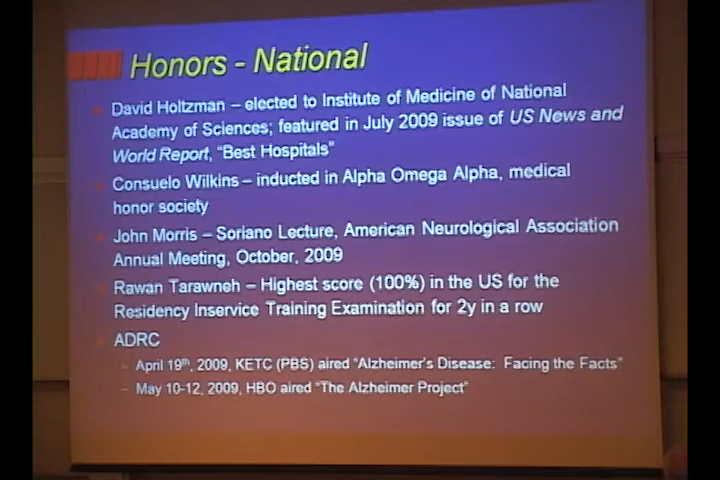 Honors - National
David Holtzman – elected to Institute of Medicine of National
Academy of Sciences; featured in July 2009 issue of US News and
World Report, “Best Hospitals”
Consuelo Wilkins – inducted in Alpha Omega Alpha, medical
honor society
John Morris – Soriano Lecture, American Neurological Association
Annual Meeting, October, 2009
Rawan Tarawneh – Highest score (100%) in the US for the
Residency Inservice Training Examination for 2y in a row
ADRC
– April 19th, 2009, KETC (PBS) aired “Alzheimer’s Disease: Facing the Facts”
– May 10-12, 2009, HBO aired “The Alzheimer Project”